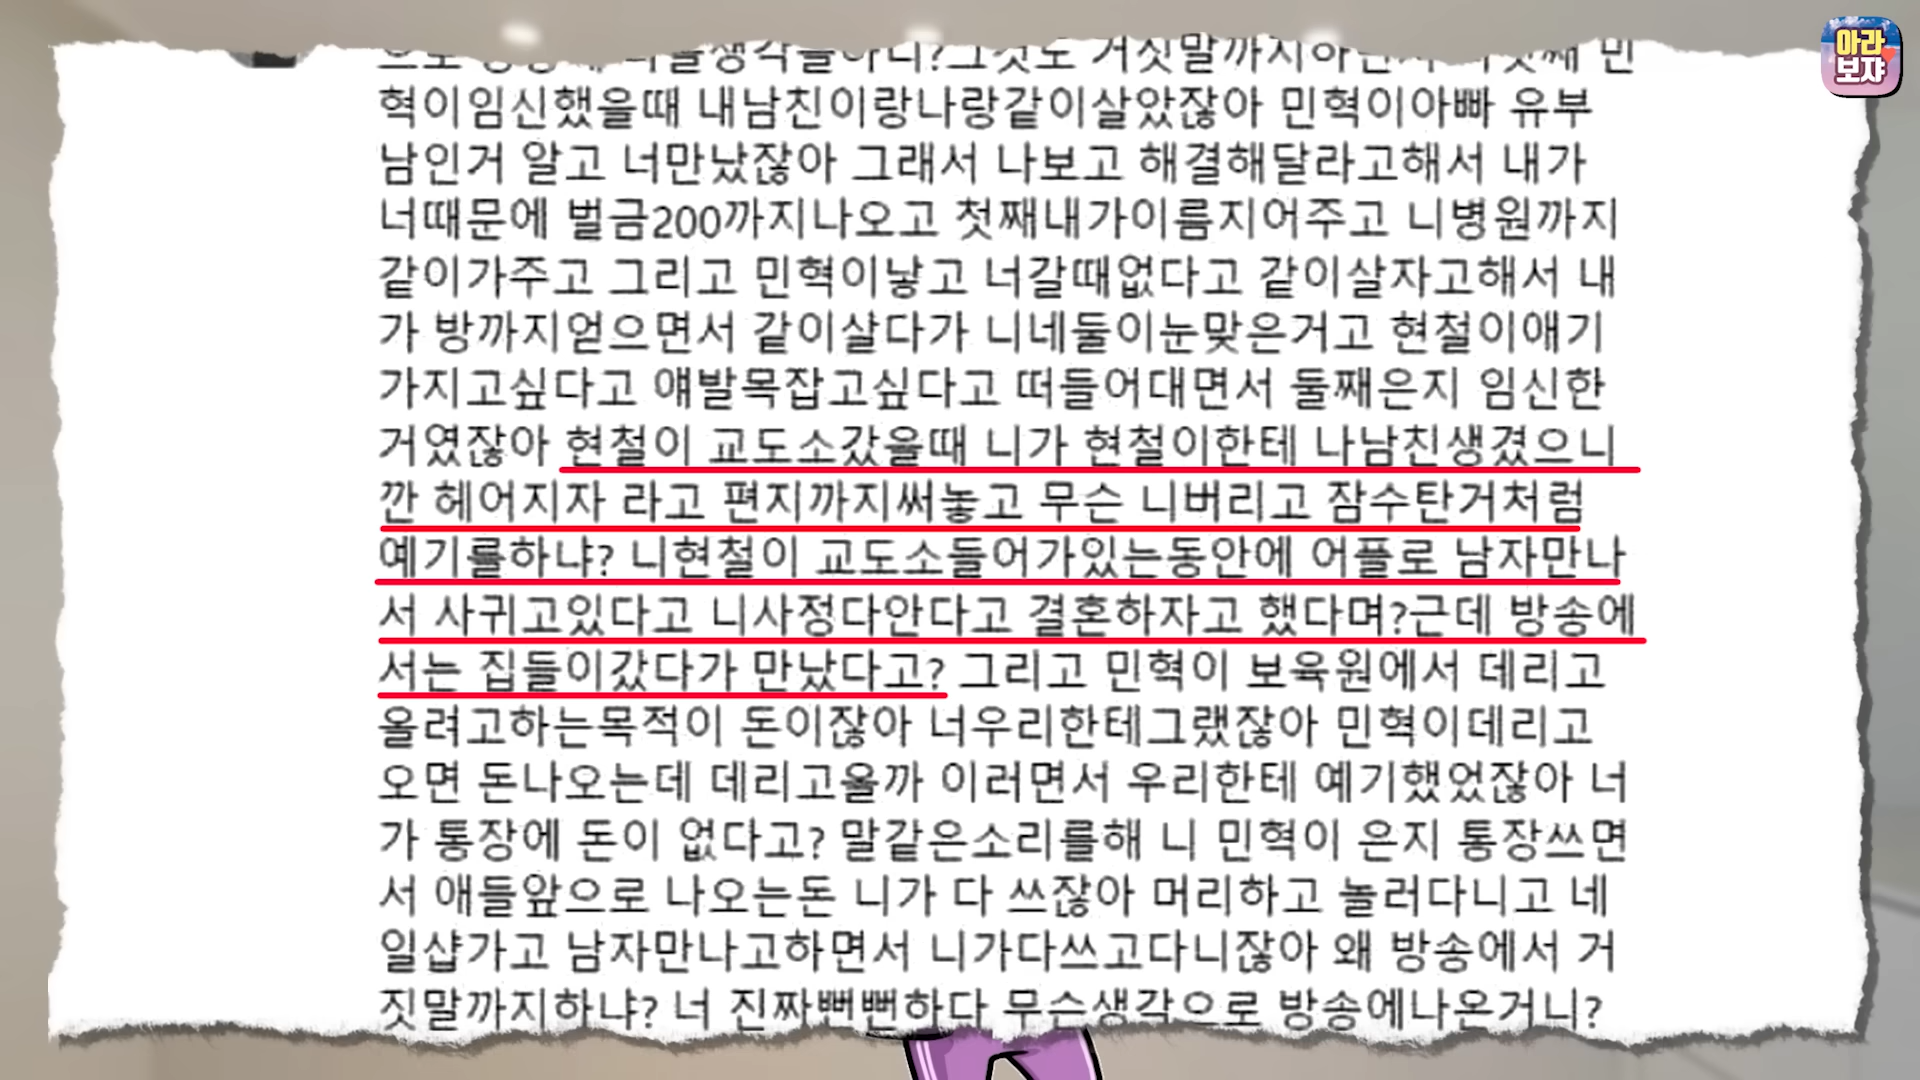 아라
보쟈
혁이임신했을때 내남친이랑나랑같이살았잖아 민혁이아빠 유부
남인거 알고 너만났잖아 그래서 나보고 해결해달라고해서 내가
너때문에 벌금200까지나오고 첫째내가이름지어주고 니병원까지
같이가주고 그리고 민혁이낳고 너갈때없다고 같이살자고해서 내
가 방까지얻으면서 같이살다가 니네둘이눈맞은거고 현철이얘기
가지고싶다고 얘발목잡고싶다고 떠들어대면서 둘째은지 임신한
거였잖아 현철이 교도소갔을때 니가 현철이한테 나남친생겼으니
깐 헤어지자 라고 편지까지써놓고 무슨 니버리고 잠수탄거처럼
예기를하냐? 니현철이 교도소들어가있는동안에 어플로 남자만나
서 사귀고있다고 니사정다안다고 결혼하자고 했다며?근데 방송에
서는 집들이갔다가 만났다고? 그리고 민혁이 보육원에서 데리고
올려고하는목적이 돈이잖아 너우리한테그랬잖아 민혁이데리고
오면 돈나오는데 데리고올까 이러면서 우리한테 예기했었잖아 너
가 통장에 돈이 없다고? 말같은소리를해 니 민혁이 은지 통장쓰면
서 애들앞으로 나오는돈 니가 다 쓰잖아 머리하고 놀러다니고 네
일샵가고 남자만나고하면서 니가다쓰고다니잖아 왜 방송에서 거
짓말까지하냐? 너 진짜뻔뻔하다 무슨생각으로 방송에나온거니?